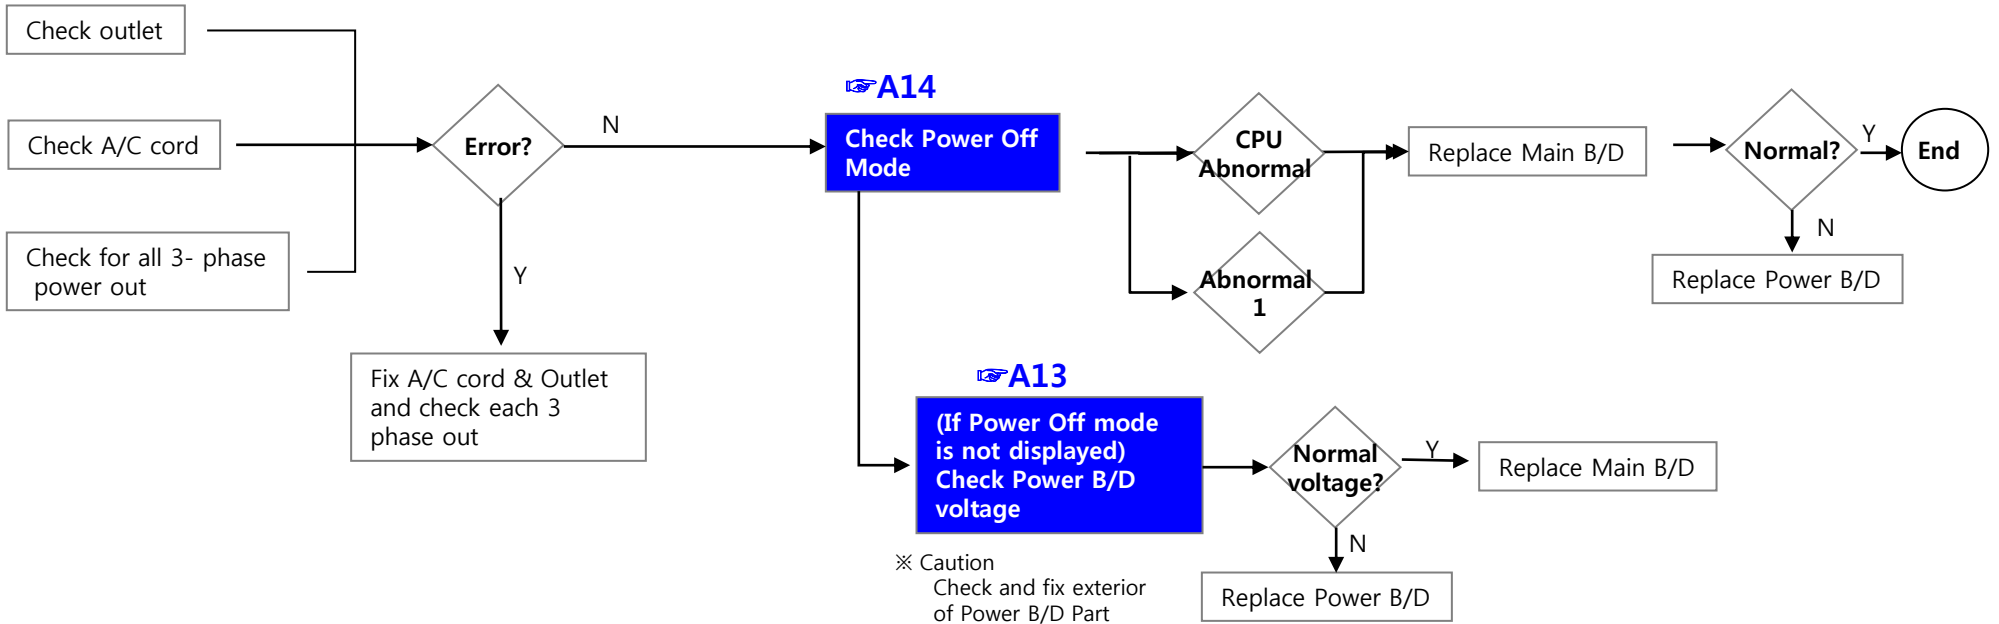 Check outlet
Check A/C cord
Check for all 3- phase
power out
Error?
N
Y
Fix A/C cord & Outlet
and check each 3
phase out
☞A14
Check Power Off
Mode
CPU
Abnormal
Abnormal
1
Replace Main B/D
Normal?
Y
End
N
Replace Power B/D
☞A13
(If Power Off mode
is not displayed)
Check Power B/D
voltage
※ Caution
Check and fix exterior
of Power B/D Part
Normal
voltage?
Y
Replace Main B/D
N
Replace Power B/D